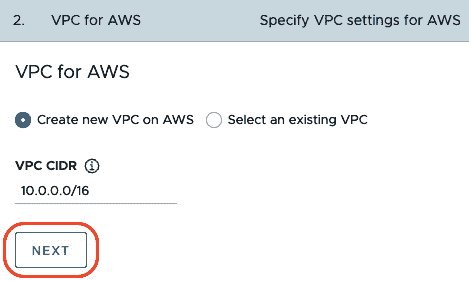 2. VPC for AWS Specify VPC settings for AWS
VPC for AWS
Create new VPC on AWS Select an existing VPC
VPC CIDR
10.0.0.0/16
NEXT